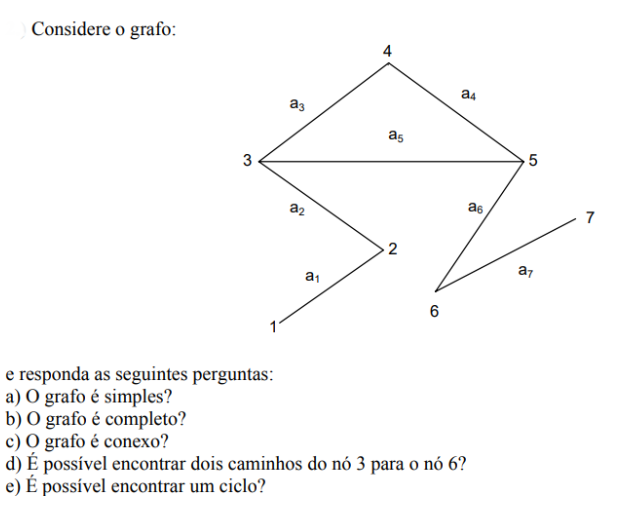 Considere o grafo:
4
a4
a3
a5
3
5
a2
a6
7
2
a1
a7
6
1
e responda as seguintes perguntas:
a) O grafo é simples?
b) O grafo é completo?
c) O grafo é conexo?
d) É possível encontrar dois caminhos do nó 3 para o nó 6?
e) É possível encontrar um ciclo?